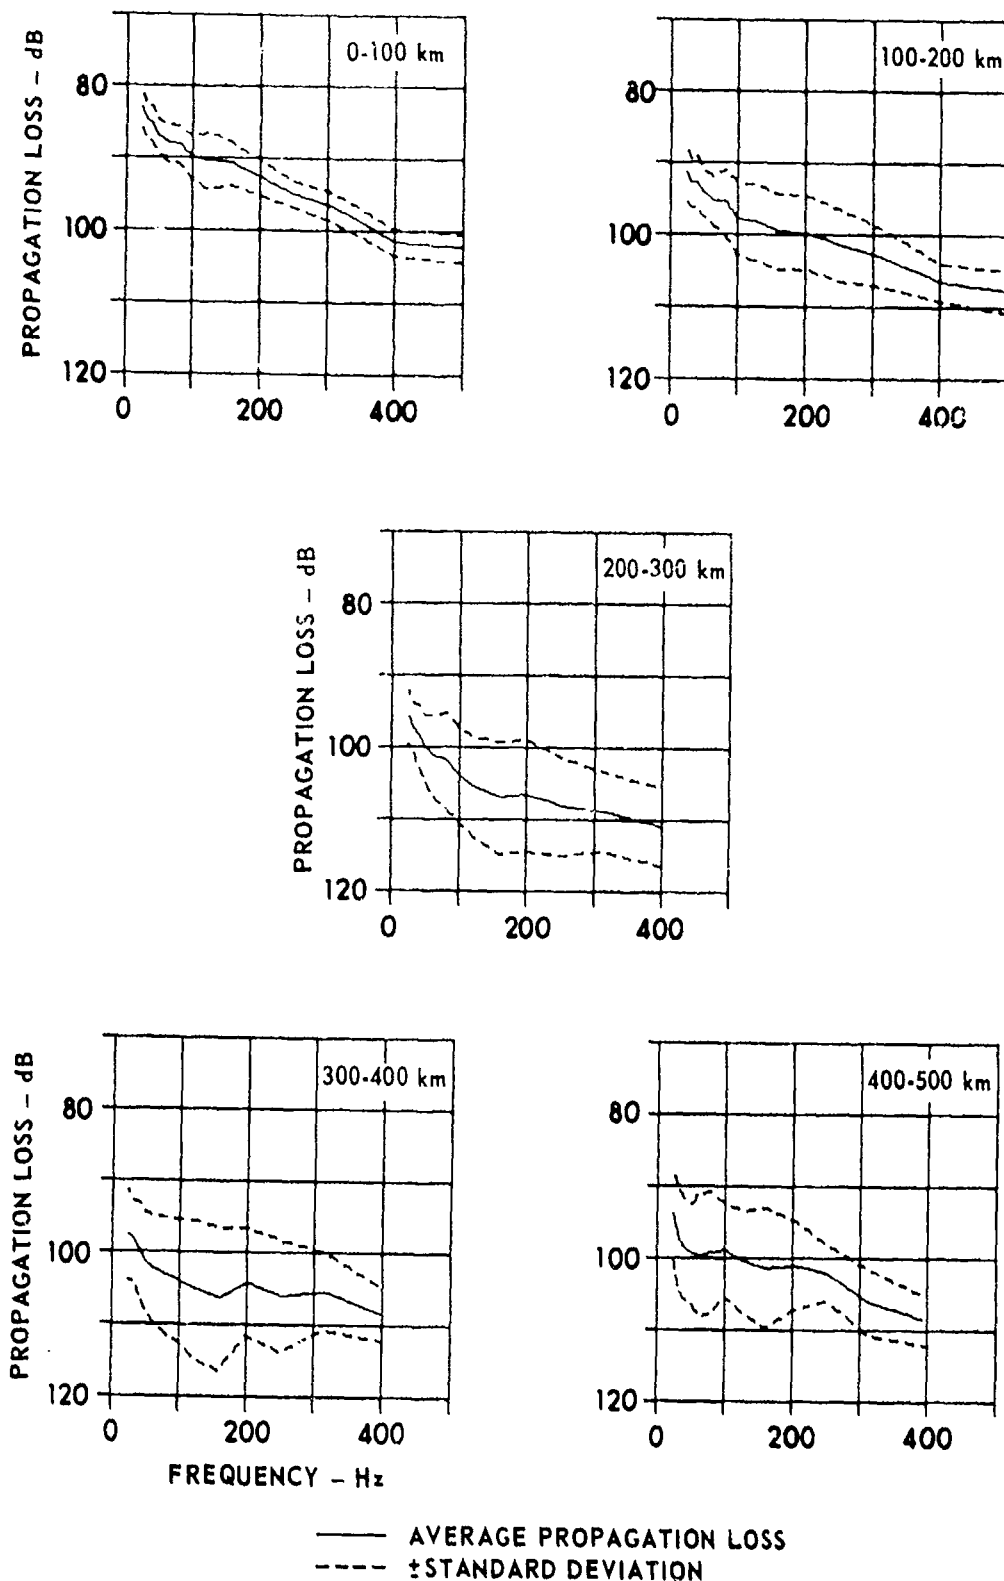 PROPAGATION LOSS - dB
0-100 km
80
100
120
0 200 400
100-200 km
80
100
120
0 200 400
PROPAGATION LOSS - dB
200-300 km
80
100
120
0 200 400
PROPAGATION LOSS - dB
300-400 km
80
100
120
0 200 400
FREQUENCY - Hz
400-500 km
80
100
120
0 200 400
AVERAGE PROPAGATION LOSS
±STANDARD DEVIATION